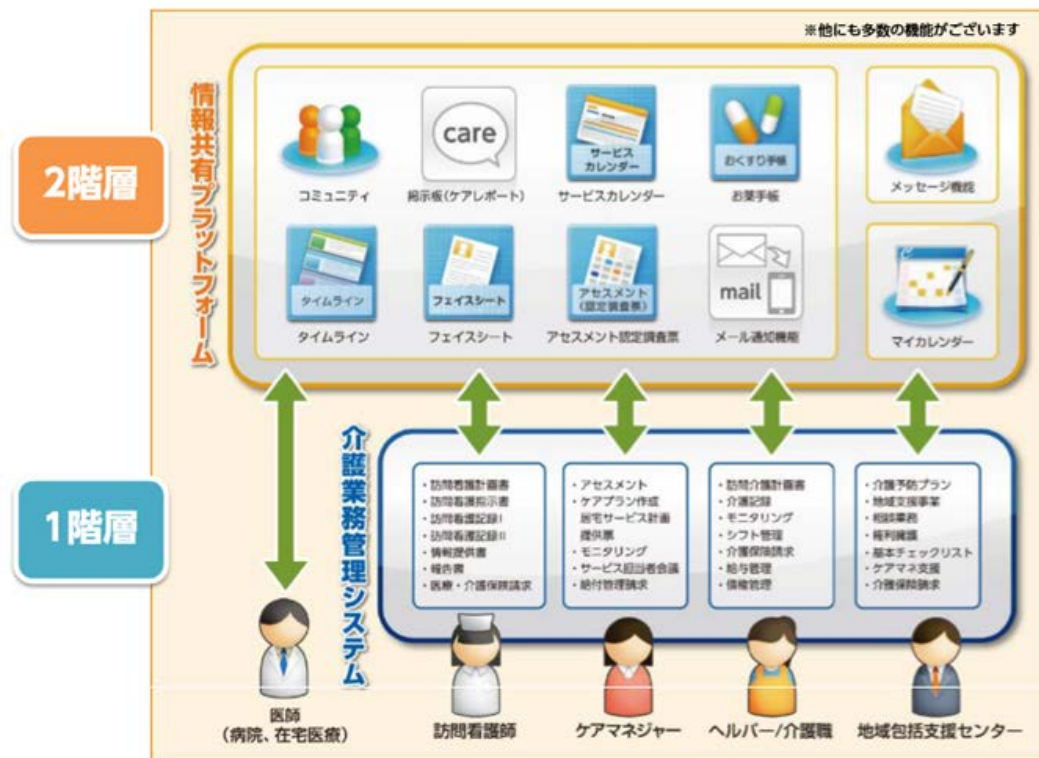 ※他にも多数の機能がございます
2階層
情報共有プラットフォーム
コミュニティ
care
掲示板(ケアレポート)
サービス
カレンダー
サービスカレンダー
おくすり手帳
お薬手帳
メッセージ機能
タイムライン
タイムライン
フェイスシート
フェイスシート
アセスメント
(認定調査票)
アセスメント認定調査票
mail
メール通知機能
マイカレンダー
1階層
介護業務管理システム
・訪問看護計画書
・訪問看護指示書
・訪問看護記録I
・訪問看護記録II
・情報提供書
・報告書
・医療・介護保険請求
・アセスメント
・ケアプラン作成
居宅サービス計画
提供票
・モニタリング
・サービス担当者会議
・給付管理請求
・訪問介護計画書
・介護記録
・モニタリング
・シフト管理
・介護保険請求
・給与管理
・債権管理
・介護予防プラン
・地域支援事業
・相談業務
・権利擁護
・基本チェックリスト
・ケアマネ支援
・介護保険請求
医師
(病院、在宅医療)
訪問看護師
ケアマネジャー
ヘルパー/介護職
地域包括支援センター